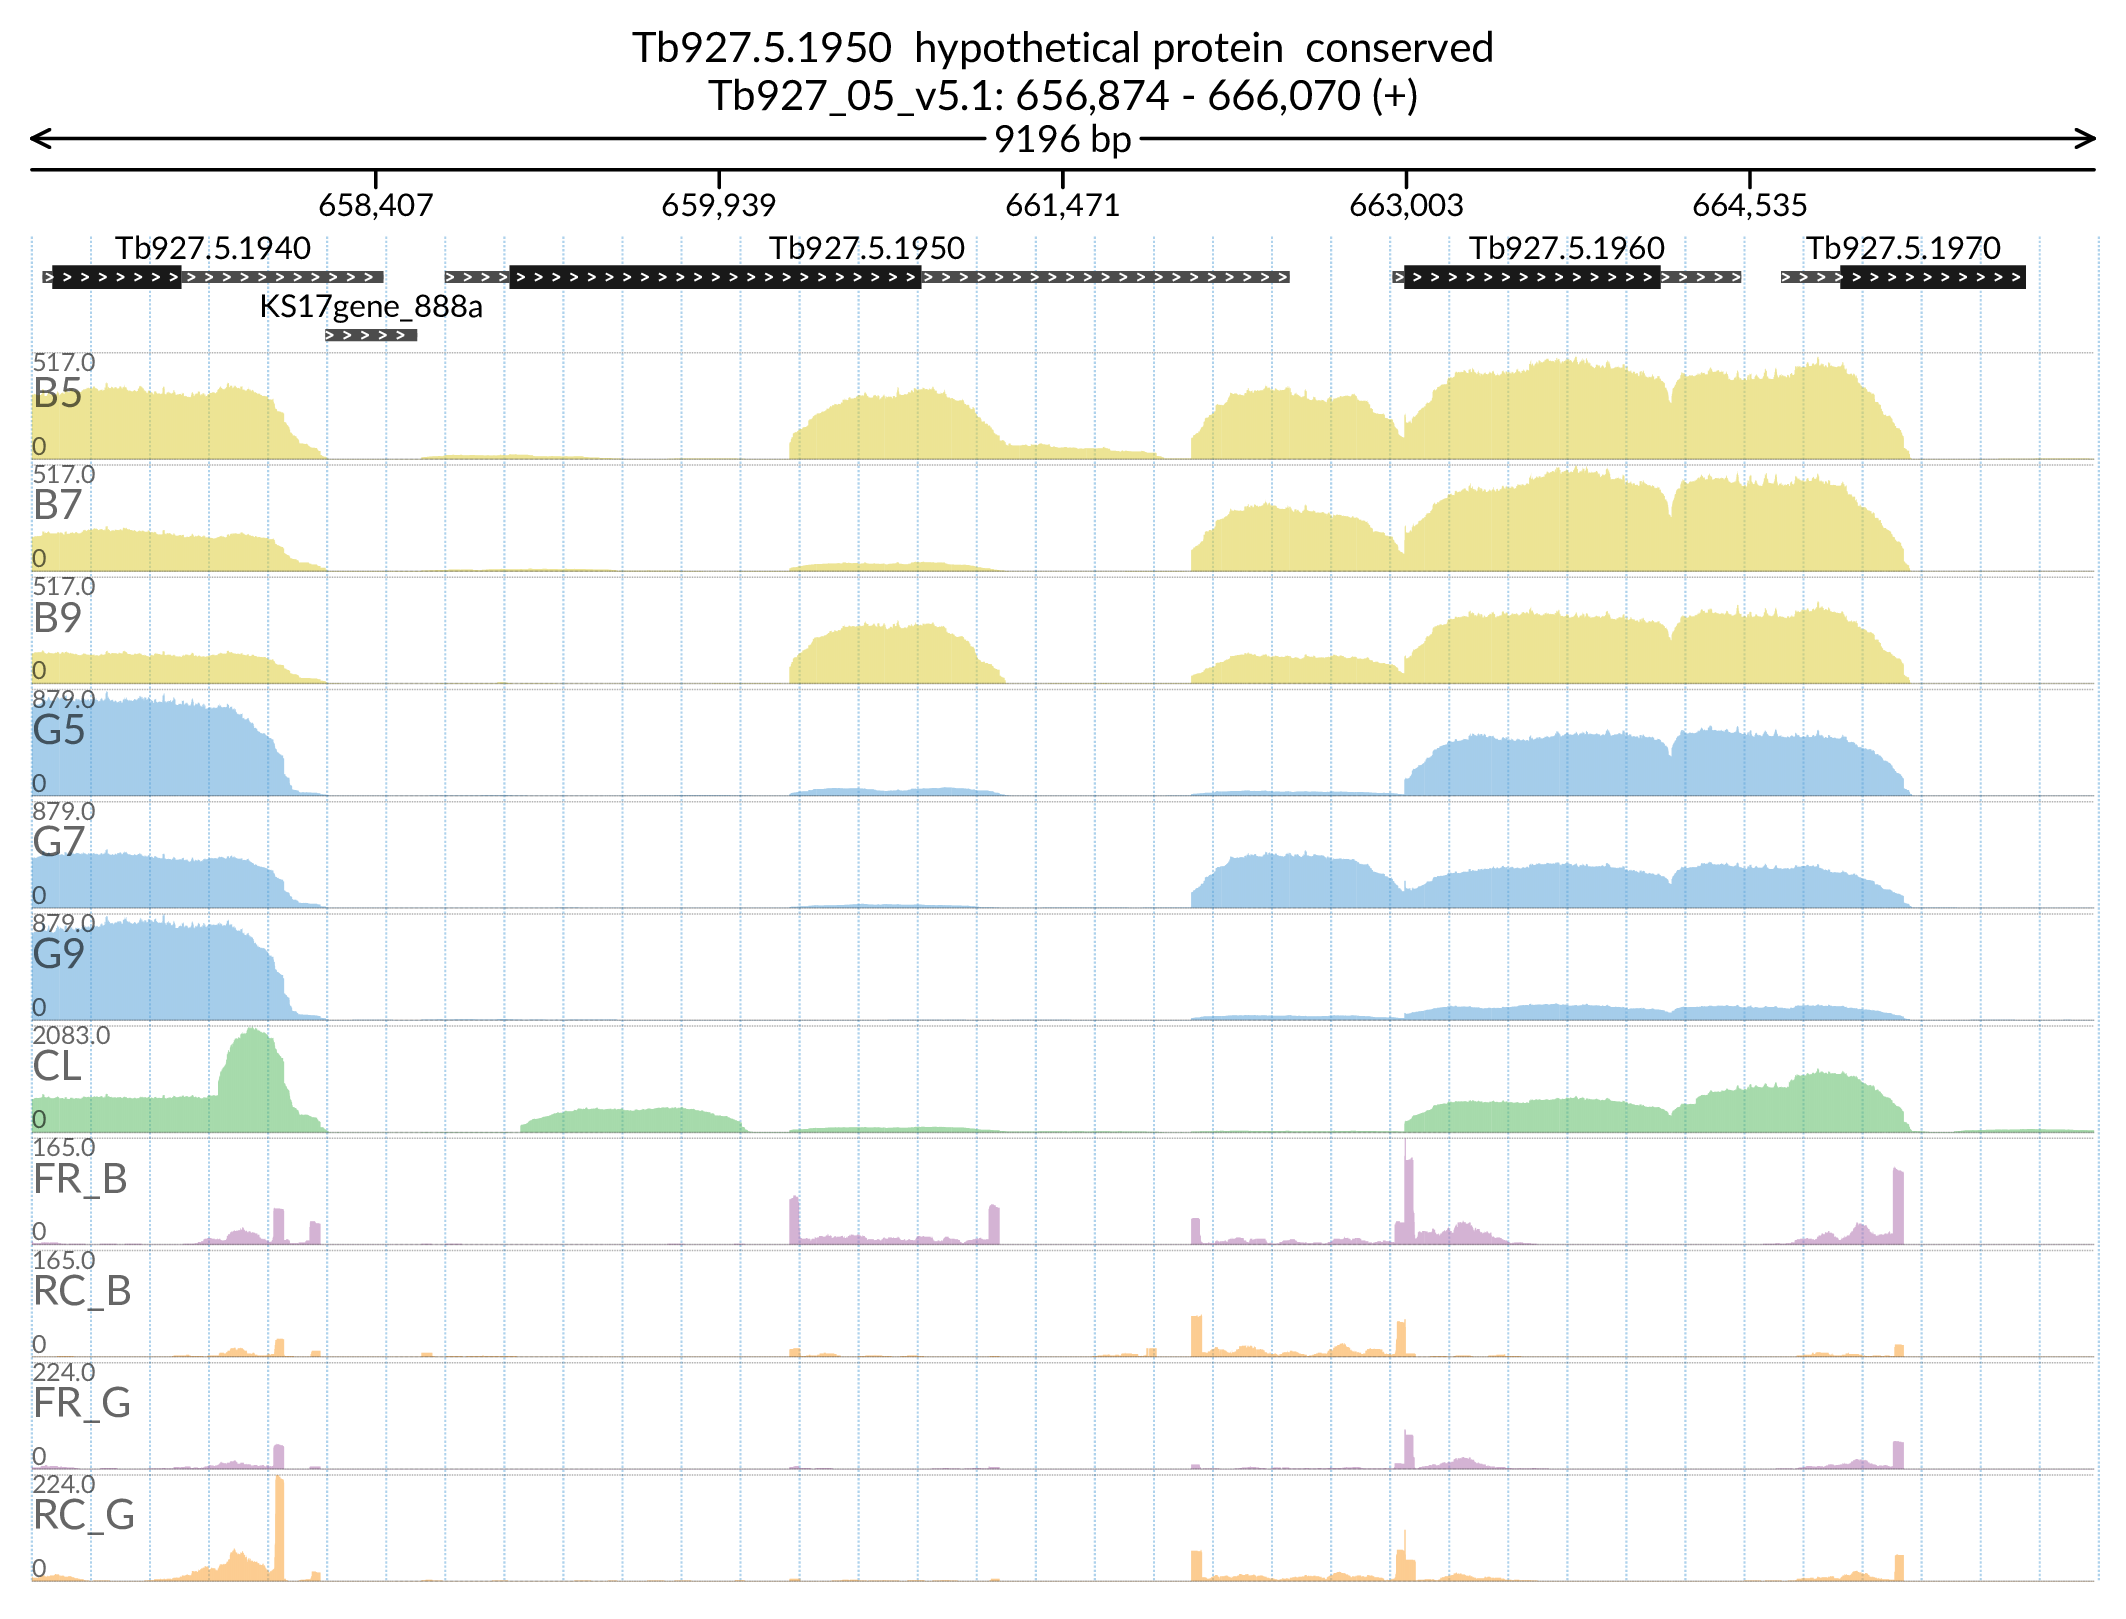 Tb927.5.1950 hypothetical protein conserved
Tb927_05_v5.1: 656,874 - 666,070 (+)
9196 bp
658,407 659,939 661,471 663,003 664,535
Tb927.5.1940 Tb927.5.1950 Tb927.5.1960 Tb927.5.1970
KS17gene_888a
517.0
B5
0
517.0
B7
0
517.0
B9
0
879.0
G5
0
879.0
G7
0
879.0
G9
0
2083.0
CL
0
165.0
FR_B
0
165.0
RC_B
0
224.0
FR_G
0
224.0
RC_G
0